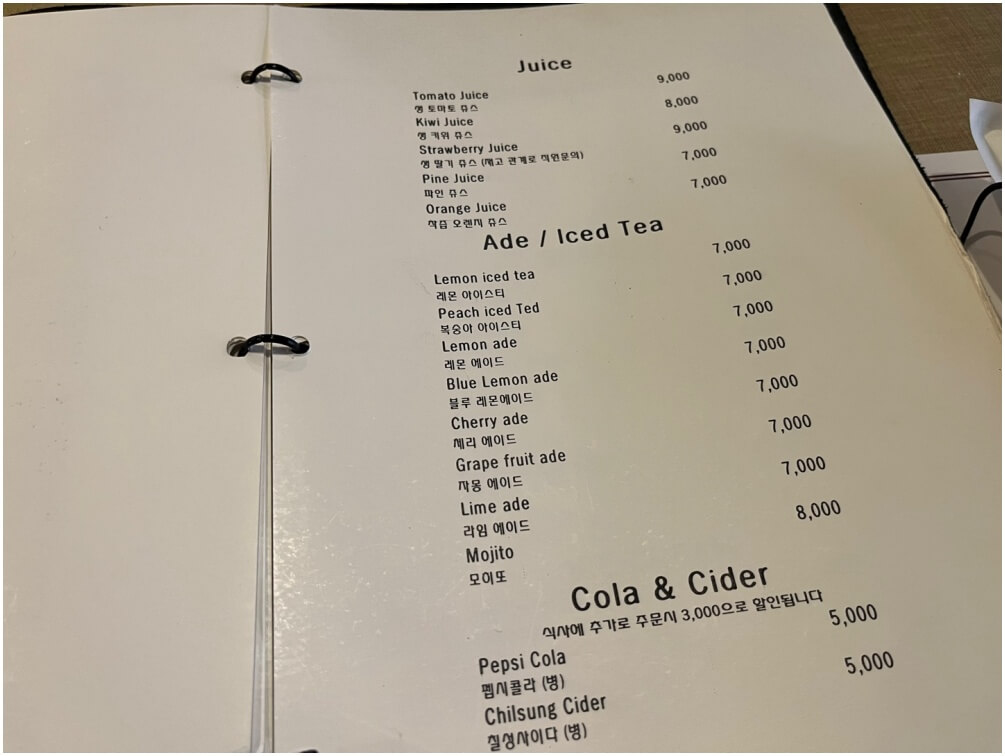 Juice
Tomato Juice 9,000
생 토마토 쥬스
Kiwi Juice 8,000
생 키위 쥬스
Strawberry Juice 9,000
생 딸기 쥬스 (재고 관계로 직원문의)
Pine Juice 7,000
파인 쥬스
Orange Juice 7,000
착즙 오렌지 쥬스
Ade / Iced Tea
Lemon iced tea 7,000
레몬 아이스티
Peach iced Ted 7,000
복숭아 아이스티
Lemon ade 7,000
레몬 에이드
Blue Lemon ade 7,000
블루 레몬에이드
Cherry ade 7,000
체리 에이드
Grape fruit ade 7,000
자몽 에이드
Lime ade 7,000
라임 에이드
Mojito 8,000
모이또
Cola & Cider
식사에 추가로 주문시 3,000으로 할인됩니다
Pepsi Cola 5,000
펩시콜라 (병)
Chilsung Cider 5,000
칠성사이다 (병)